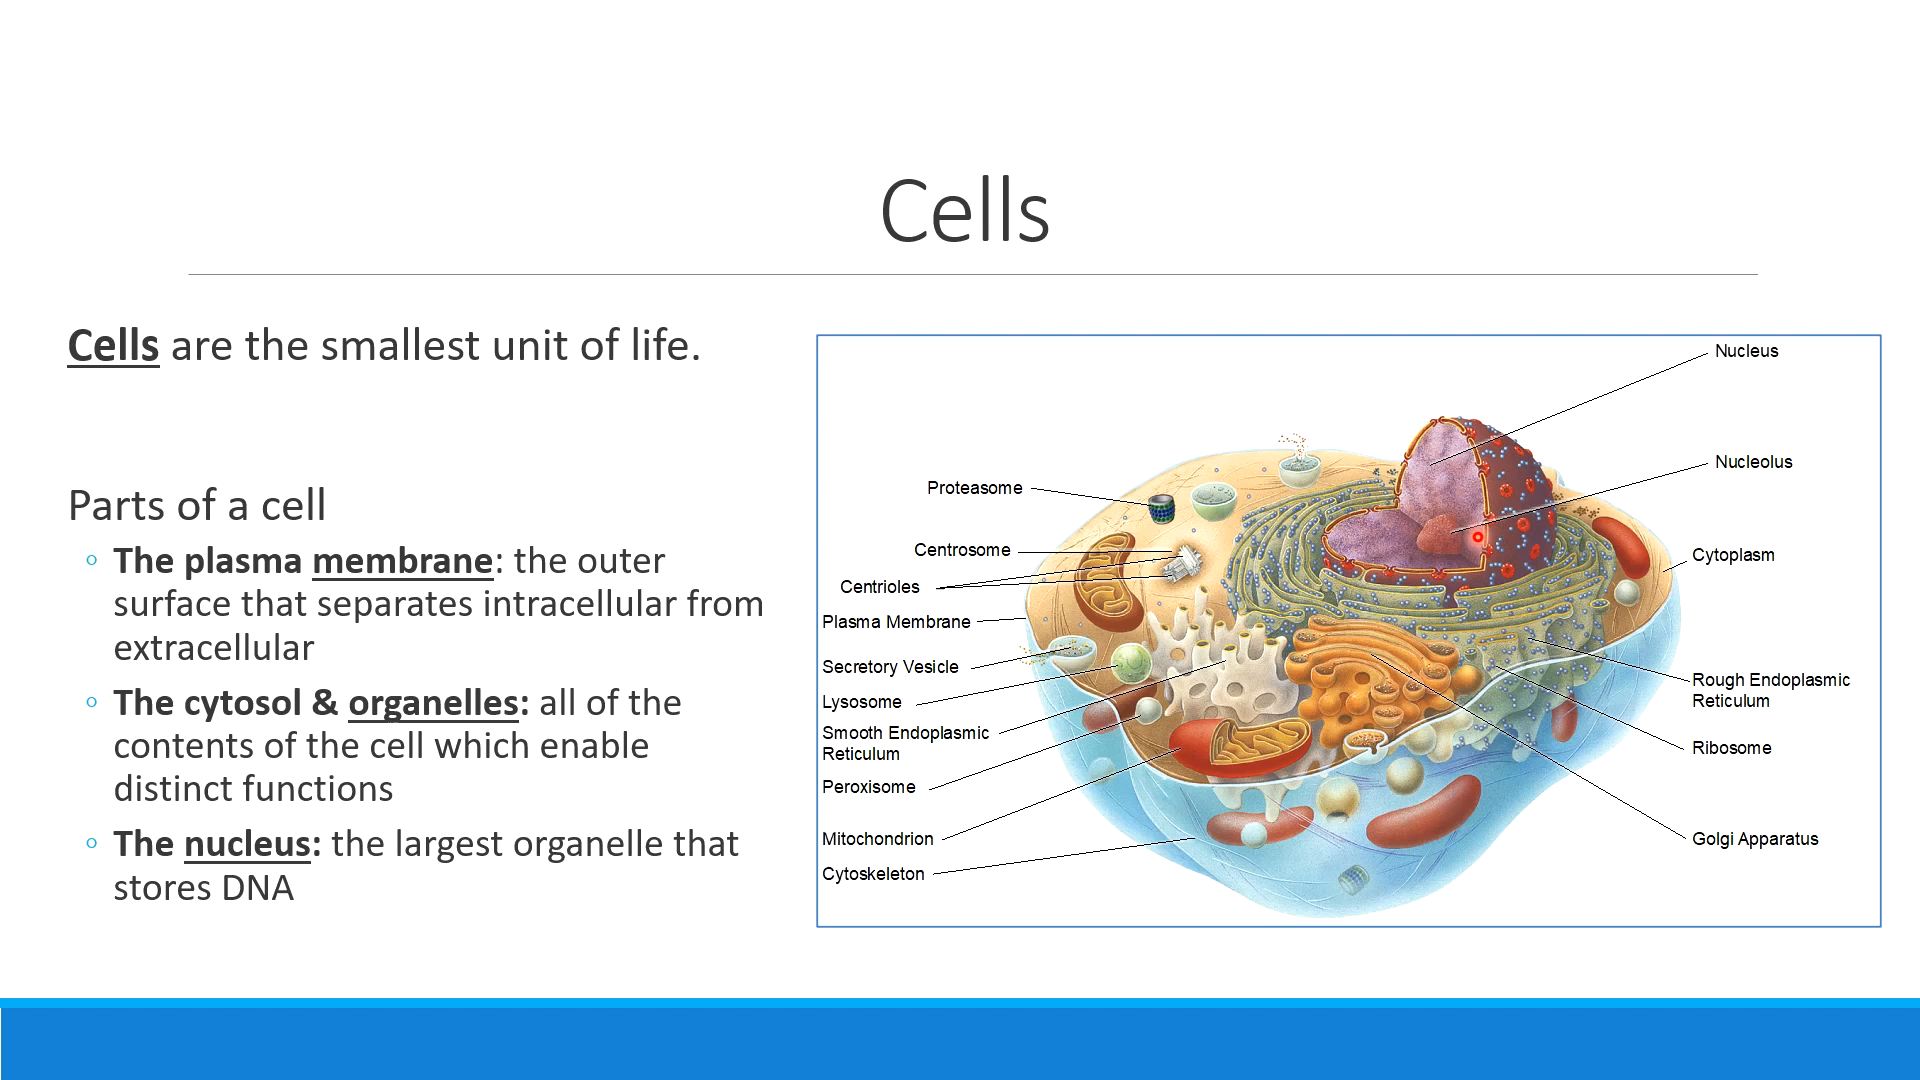 Cells
Cells are the smallest unit of life.
Parts of a cell
The plasma membrane: the outer
surface that separates intracellular from
extracellular
The cytosol & organelles: all of the
contents of the cell which enable
distinct functions
The nucleus: the largest organelle that
stores DNA
Nucleus
Nucleolus
Proteasome
Centrosome
Cytoplasm
Centrioles
Plasma Membrane
Secretory Vesicle
Lysosome
Smooth Endoplasmic
Reticulum
Peroxisome
Mitochondrion
Cytoskeleton
Rough Endoplasmic
Reticulum
Ribosome
Golgi Apparatus